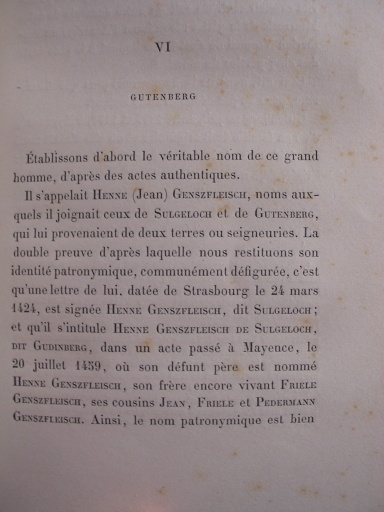 VI
GUTENBERG
Établissons d'abord le véritable nom de ce grand
homme, d'après des actes authentiques.
Il s'appelait HENNE (Jean) GENSZFLEISCH, noms aux-
quels il joignait ceux de SULGELOCH et de GUTENBERG,
qui lui provenaient de deux terres ou seigneuries. La
double preuve d'après laquelle nous restituons son
identité patronymique, communément défigurée, c'est
qu'une lettre de lui, datée de Strasbourg le 24 mars
1424, est signée HENNE GENSZFLEISCH, dit SULGELOCH;
et qu'il s'intitule HENNE GENSZFLEISCH DE SULGELOCH,
DIT GUDINBERG, dans un acte passé à Mayence, le
20 juillet 1459, où son défunt père est nommé
HENNE GENSZFLEISCH, son frère encore vivant FRIELE
GENSZFLEISCH, ses cousins JEAN, FRIELE et PEDERMANN
GENSZFLEISCH. Ainsi, le nom patronymique est bien